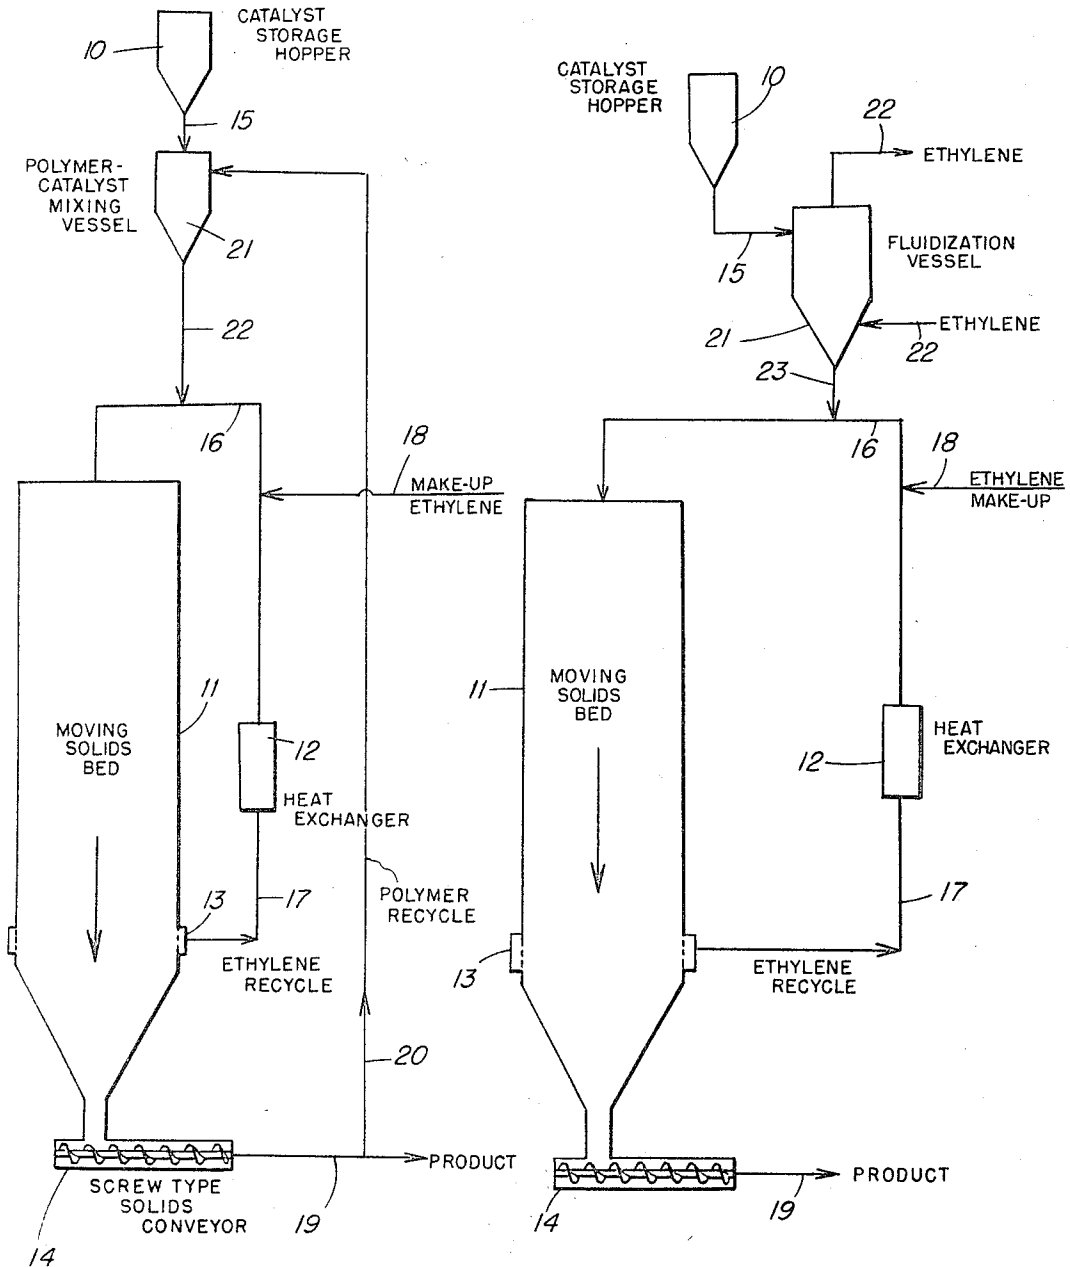 CATALYST
STORAGE
HOPPER
10
15
POLYMER-
CATALYST
MIXING
VESSEL
21
22
16
18
MAKE-UP
ETHYLENE
11
MOVING
SOLIDS
BED
12
HEAT
EXCHANGER
17
13
POLYMER
RECYCLE
ETHYLENE
RECYCLE
20
PRODUCT
SCREW TYPE
SOLIDS
CONVEYOR
19
14
CATALYST
STORAGE
HOPPER
10
22
ETHYLENE
15
FLUIDIZATION
VESSEL
21
ETHYLENE
22
23
16
18
ETHYLENE
MAKE-UP
11
MOVING
SOLIDS
BED
HEAT
EXCHANGER
12
17
13
ETHYLENE
RECYCLE
PRODUCT
14
19